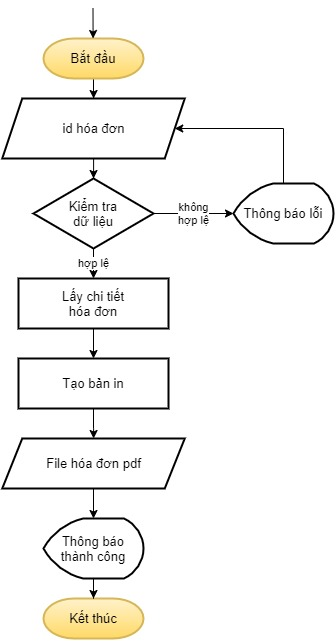 Bắt đầu
id hóa đơn
Kiểm tra
dữ liệu
không
hợp lệ
Thông báo lỗi
hợp lệ
Lấy chi tiết
hóa đơn
Tạo bản in
File hóa đơn pdf
Thông báo
thành công
Kết thúc